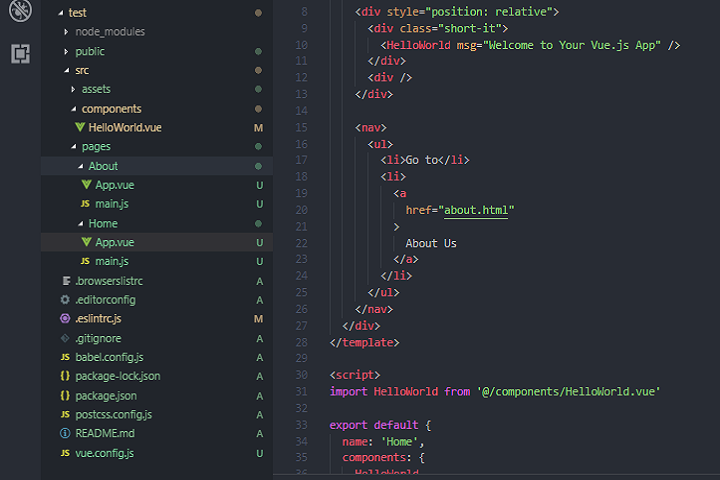 test
node_modules
public
src
assets
components
HelloWorld.vue M
pages
About
App.vue U
JS main.js U
Home
App.vue U
JS main.js U
.browserslistrc A
.editorconfig A
.eslintrc.js M
.gitignore A
JS babel.config.js A
{} package-lock.json A
{} package.json A
JS postcss.config.js A
README.md A
JS vue.config.js U
8 <div style="position: relative">
9 <div class="short-it">
10 <HelloWorld msg="Welcome to Your Vue.js App" />
11 </div>
12 <div />
13 </div>
14
15 <nav>
16 <ul>
17 <li>Go to</li>
18 <li>
19 <a
20 href="about.html"
21 >
22 About Us
23 </a>
24 </li>
25 </ul>
26 </nav>
27 </div>
28 </template>
29
30 <script>
31 import HelloWorld from '@/components/HelloWorld.vue'
32
33 export default {
34 name: 'Home',
35 components: {
36 HelloWorld